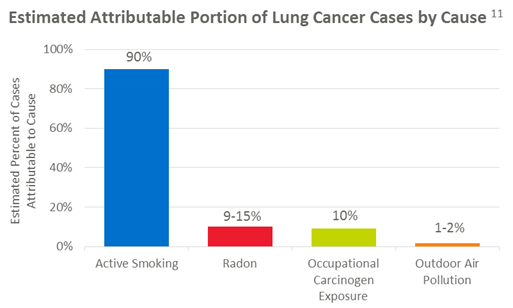 Estimated Attributable Portion of Lung Cancer Cases by Cause 11
Estimated Percent of Cases
Attributable to Cause
100%
80%
60%
40%
20%
0%
90%
9-15%
10%
1-2%
Active Smoking
Radon
Occupational
Carcinogen
Exposure
Outdoor Air
Pollution